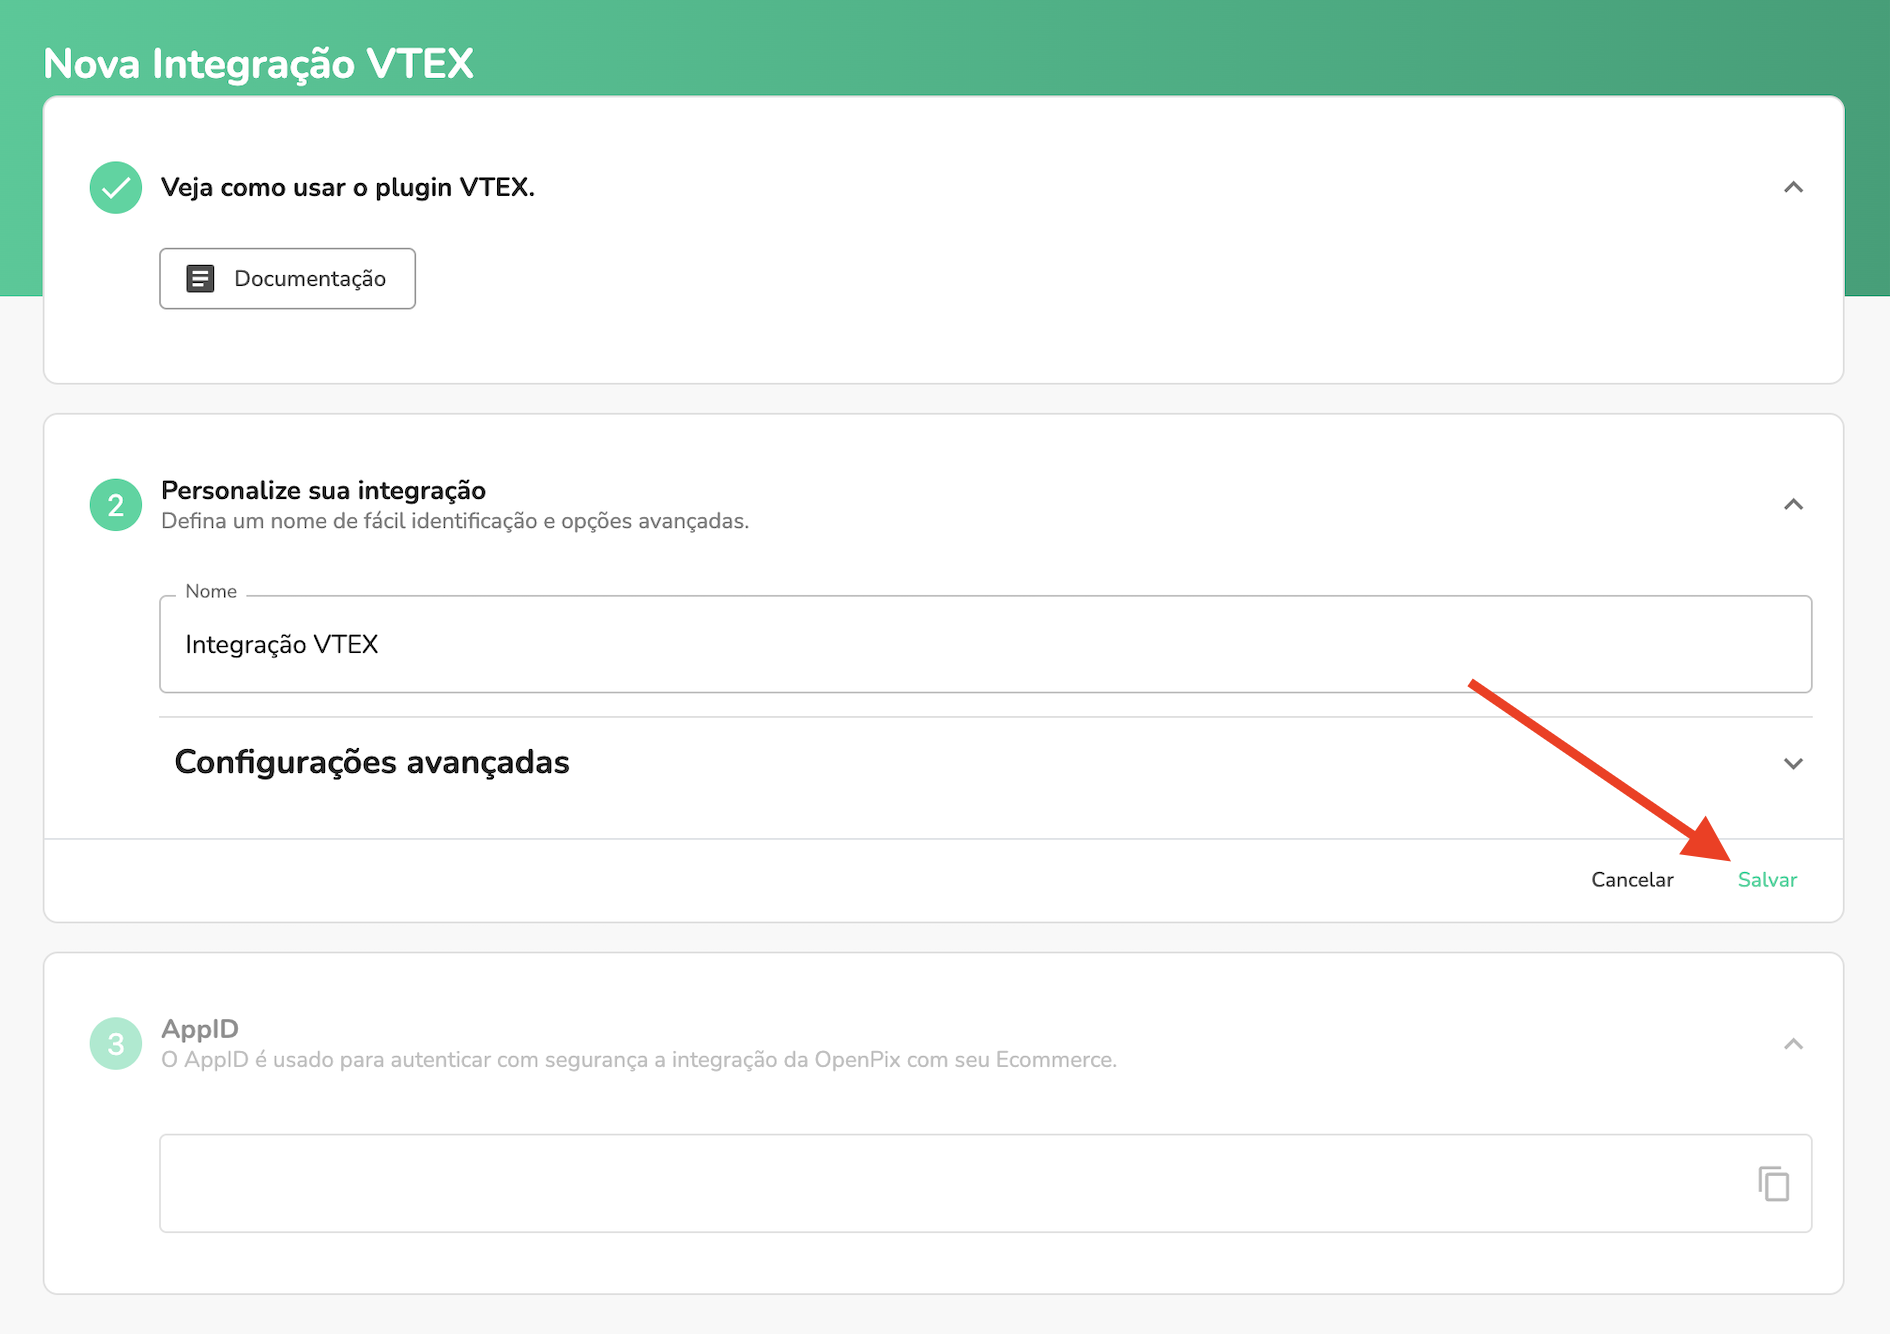 Nova Integração VTEX
Veja como usar o plugin VTEX.
Documentação
2
Personalize sua integração
Defina um nome de fácil identificação e opções avançadas.
Nome
Integração VTEX
Configurações avançadas
Cancelar
Salvar
3
AppID
O AppID é usado para autenticar com segurança a integração da OpenPix com seu Ecommerce.